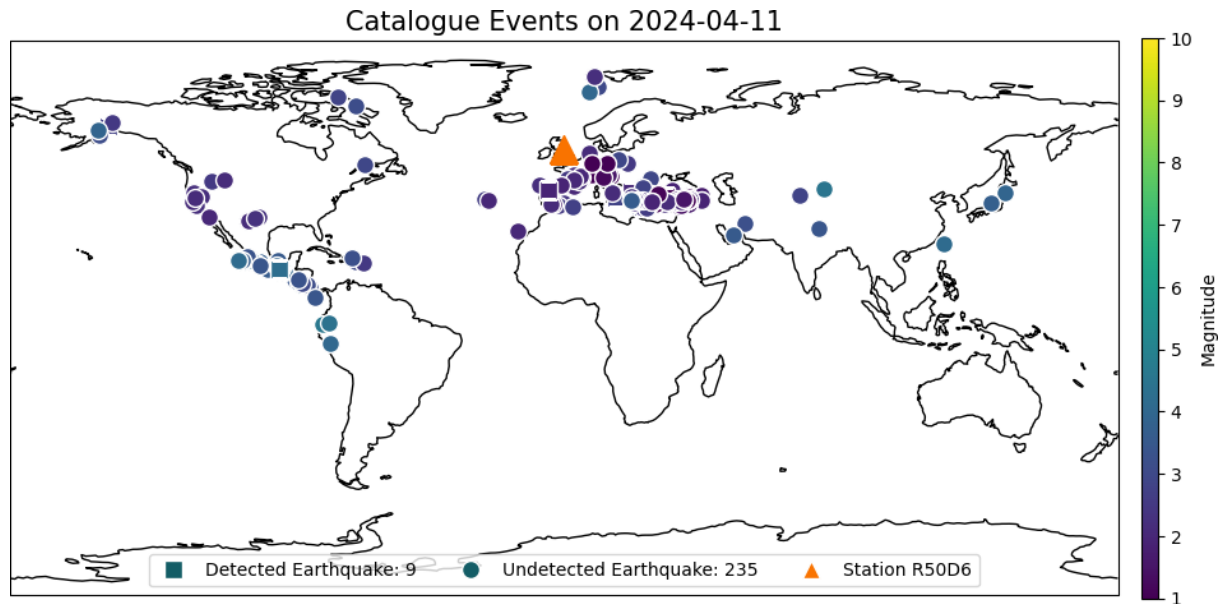 Catalogue Events on 2024-04-11
10
9
8
7
6
5
4
3
2
1
Magnitude
Detected Earthquake: 9
Undetected Earthquake: 235
Station R50D6